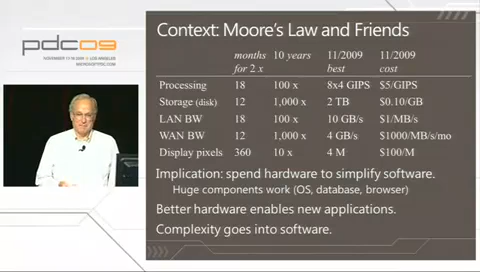 pdc09
NOVEMBER 17-19 2009 LOS ANGELES
MICROSOFTPDC.COM
Context: Moore's Law and Friends
months for 2 x 10 years 11/2009 best 11/2009 cost
Processing 18 100 x 8x4 GIPS $5/GIPS
Storage (disk) 12 1,000 x 2 TB $0.10/GB
LAN BW 18 100 x 10 GB/s $1/MB/s
WAN BW 12 1,000 x 4 GB/s $1000/MB/s/mo
Display pixels 360 10 x 4 M $100/M
Implication: spend hardware to simplify software.
Huge components work (OS, database, browser)
Better hardware enables new applications.
Complexity goes into software.